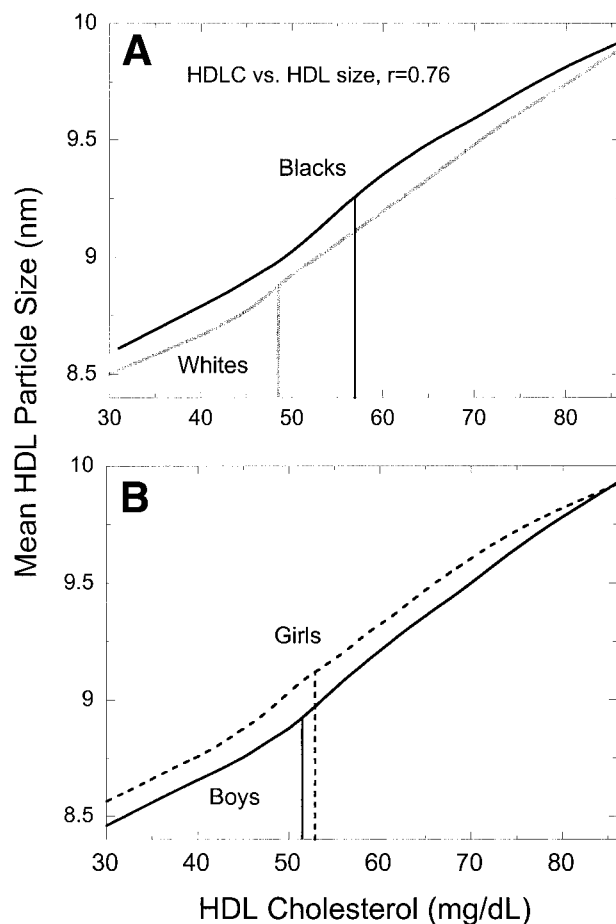 A
HDLC vs. HDL size, r=0.76
Blacks
Whites
10
9.5
9
8.5
30 40 50 60 70 80
B
Girls
Boys
10
9.5
9
8.5
30 40 50 60 70 80
Mean HDL Particle Size (nm)
HDL Cholesterol (mg/dL)